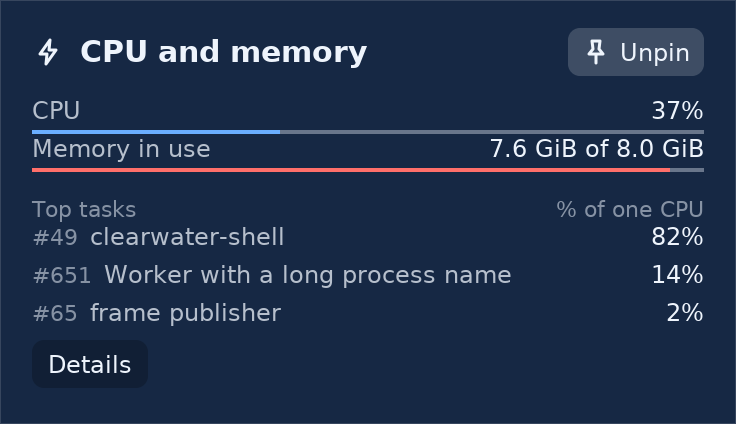 CPU and memory
Unpin
CPU 37%
Memory in use 7.6 GiB of 8.0 GiB
Top tasks % of one CPU
#49 clearwater-shell 82%
#651 Worker with a long process name 14%
#65 frame publisher 2%
Details